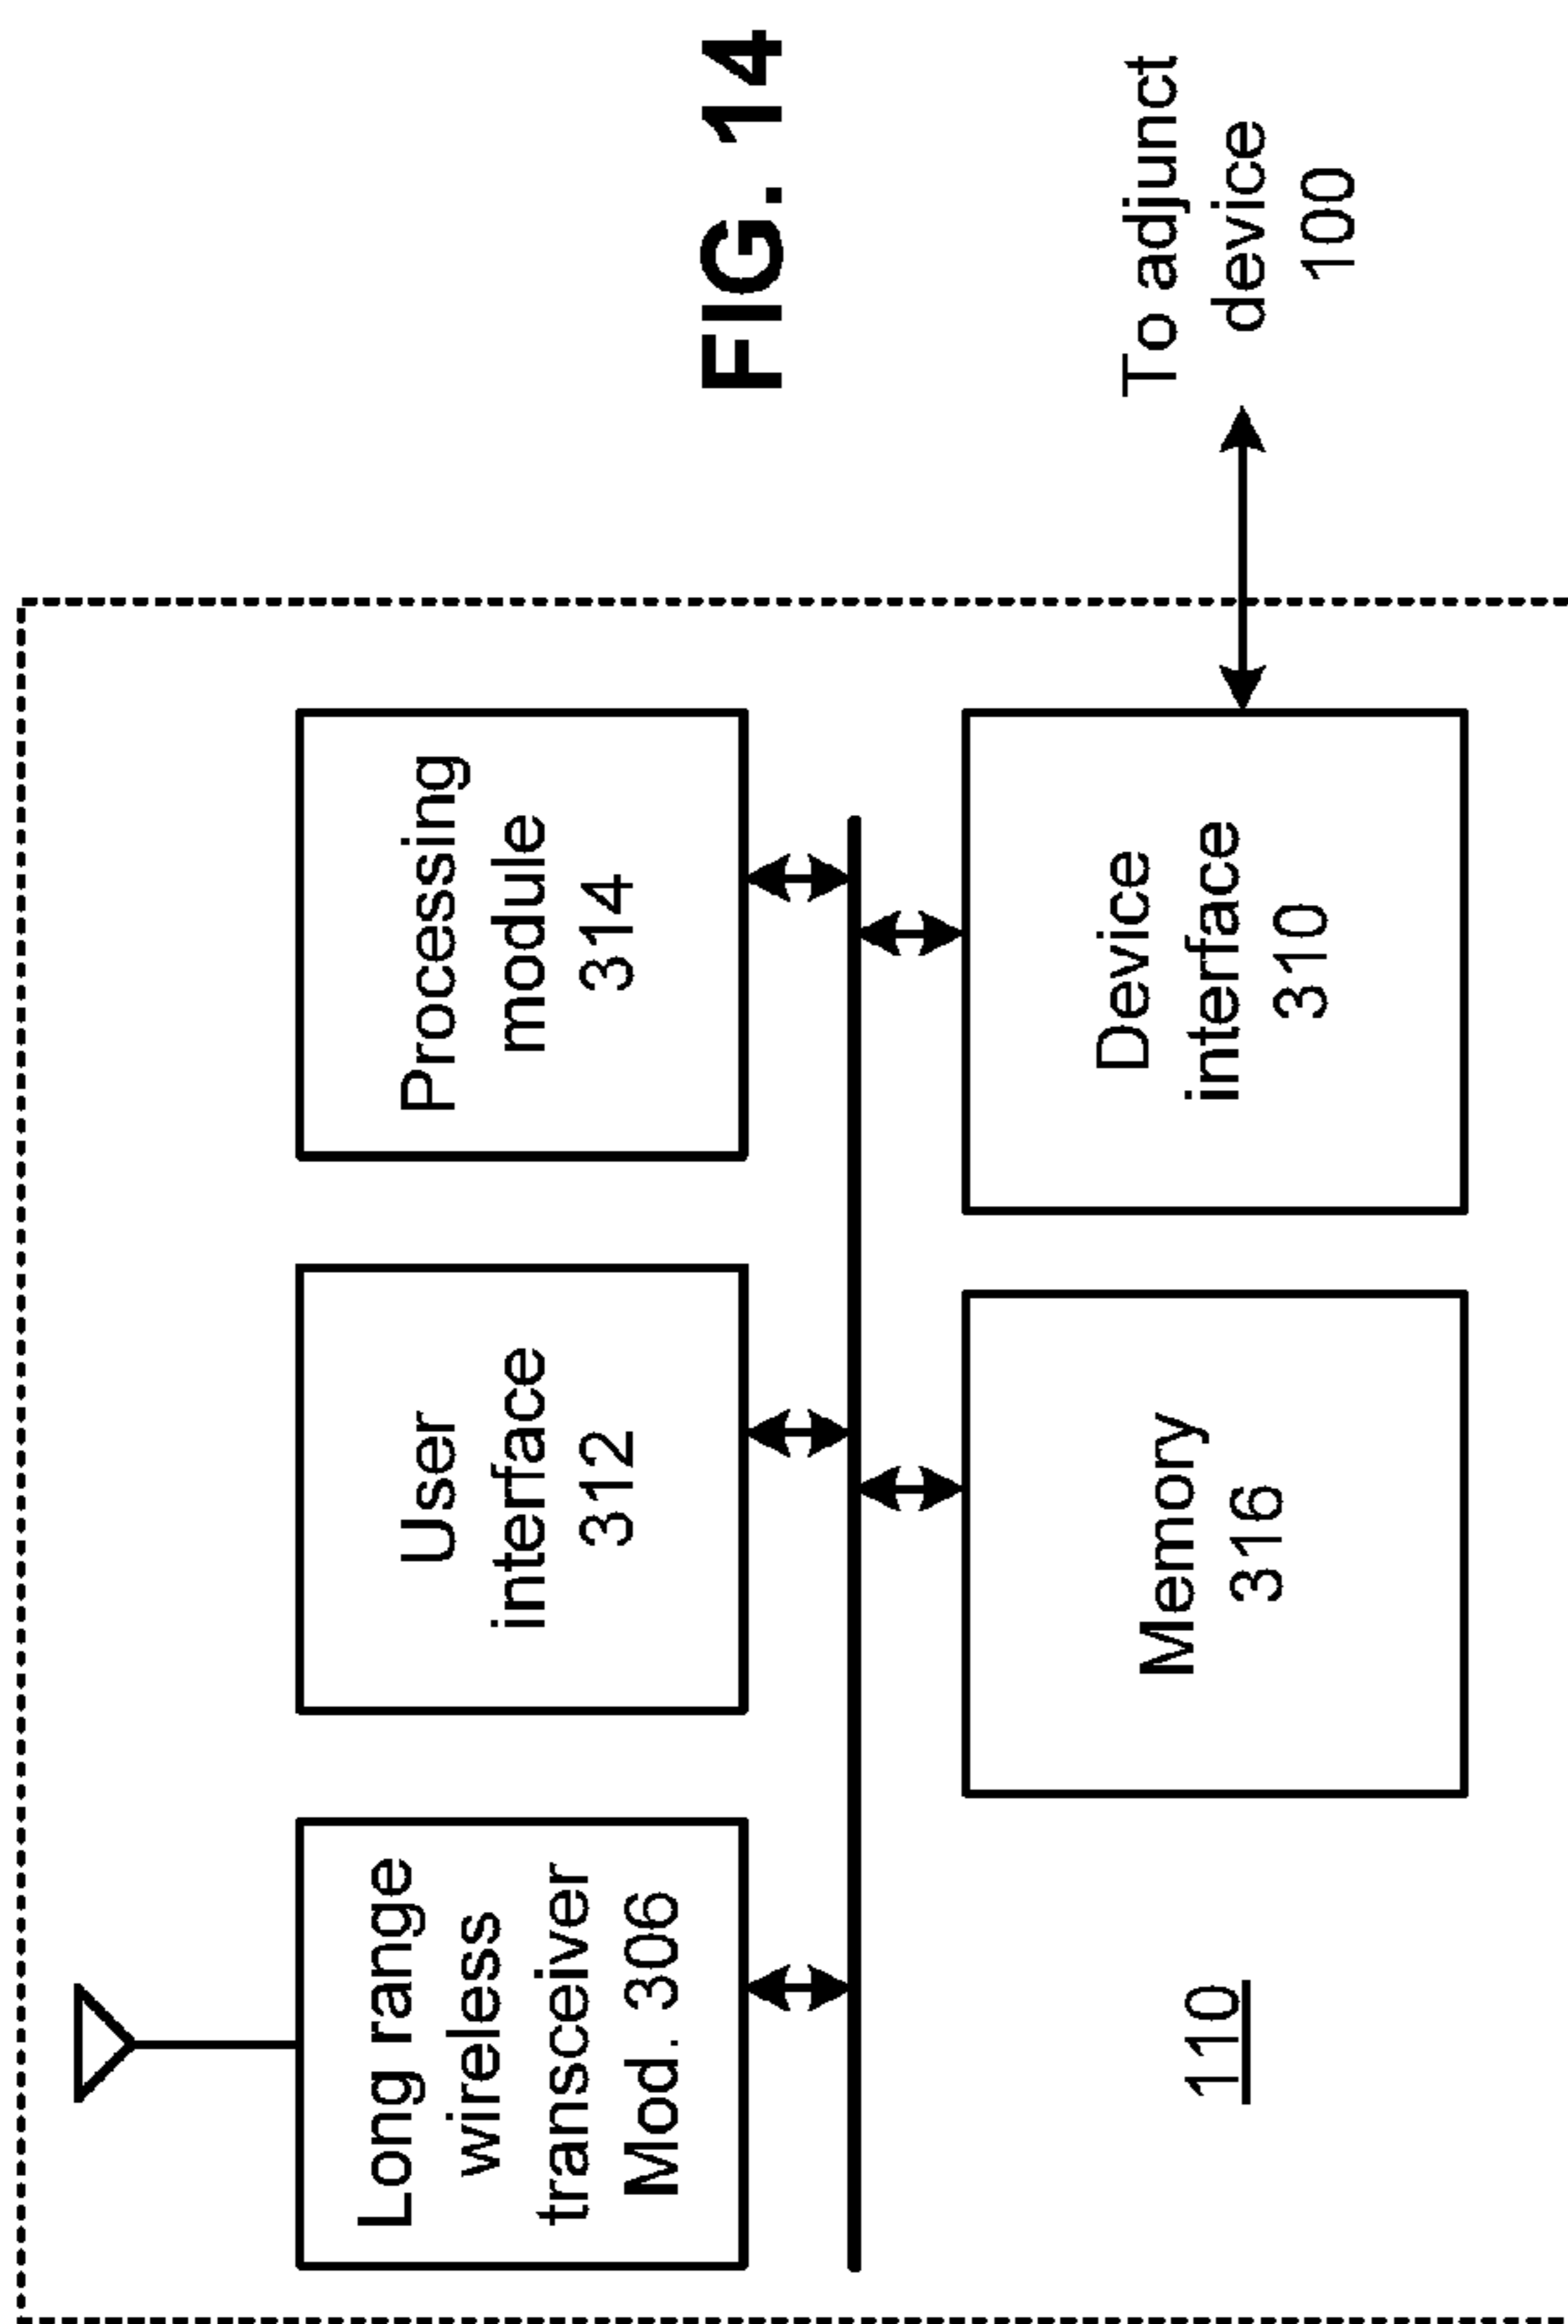 Long range
wireless
transceiver
Mod. 306
User
interface
312
Processing
module
314
110
Memory
316
Device
interface
310
To adjunct
device
100
FIG. 14